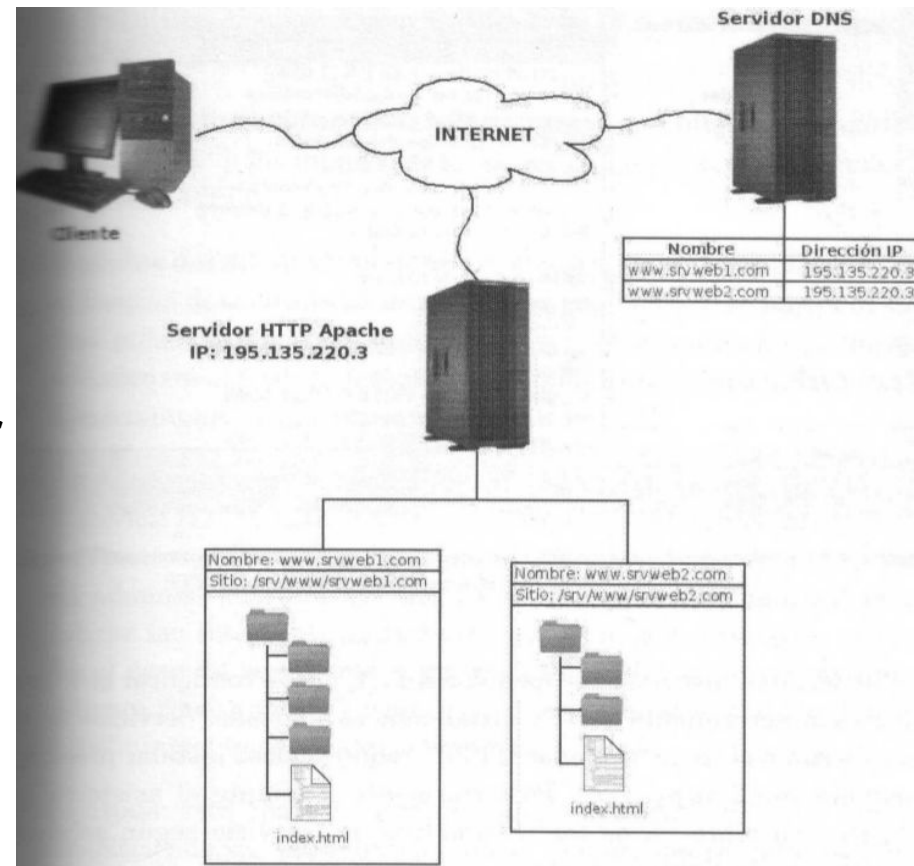 Servidor DNS
INTERNET
Cliente
Nombre Dirección IP
www.srvweb1.com 195.135.220.3
www.srvweb2.com 195.135.220.3
Servidor HTTP Apache
IP: 195.135.220.3
Nombre: www.srvweb1.com
Sitio: /srv/www/srvweb1.com
Nombre: www.srvweb2.com
Sitio: /srv/www/srvweb2.com
index.html
index.html